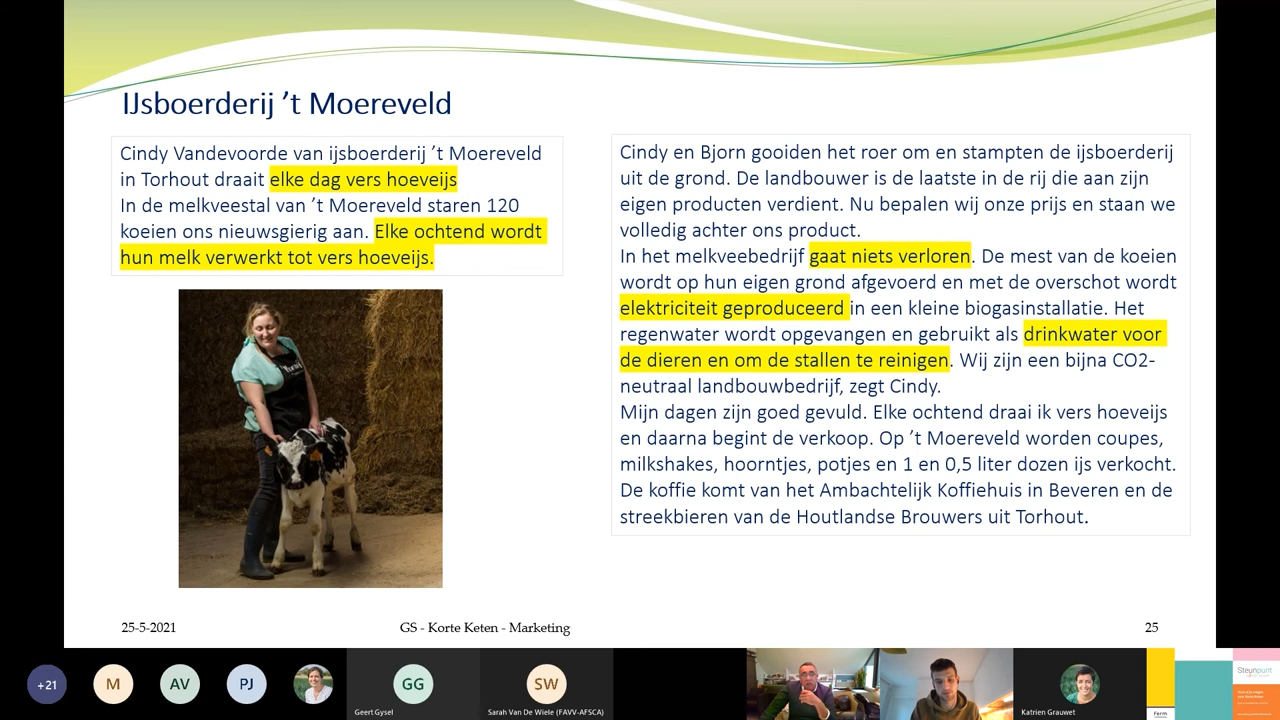 IJsboerderij ’t Moereveld
Cindy Vandevoorde van ijsboerderij ’t Moereveld
in Torhout draait elke dag vers hoeveijs
In de melkveestal van ’t Moereveld staren 120
koeien ons nieuwsgierig aan. Elke ochtend wordt
hun melk verwerkt tot vers hoeveijs.
Cindy en Bjorn gooiden het roer om en stampten de ijsboerderij
uit de grond. De landbouwer is de laatste in de rij die aan zijn
eigen producten verdient. Nu bepalen wij onze prijs en staan we
volledig achter ons product.
In het melkveebedrijf gaat niets verloren. De mest van de koeien
wordt op hun eigen grond afgevoerd en met de overschot wordt
elektriciteit geproduceerd in een kleine biogasinstallatie. Het
regenwater wordt opgevangen en gebruikt als drinkwater voor
de dieren en om de stallen te reinigen. Wij zijn een bijna CO2-
neutraal landbouwbedrijf, zegt Cindy.
Mijn dagen zijn goed gevuld. Elke ochtend draai ik vers hoeveijs
en daarna begint de verkoop. Op ’t Moereveld worden coupes,
milkshakes, hoorntjes, potjes en 1 en 0,5 liter dozen ijs verkocht.
De koffie komt van het Ambachtelijk Koffiehuis in Beveren en de
streekbieren van de Houtlandse Brouwers uit Torhout.
25-5-2021
GS - Korte Keten - Marketing
25
+21
M
AV
PJ
GG
Geert Gysel
SW
Sarah Van De Wiele (FAVV-AFSCA)
Katrien Grauwet
Ferm
Steunpunt